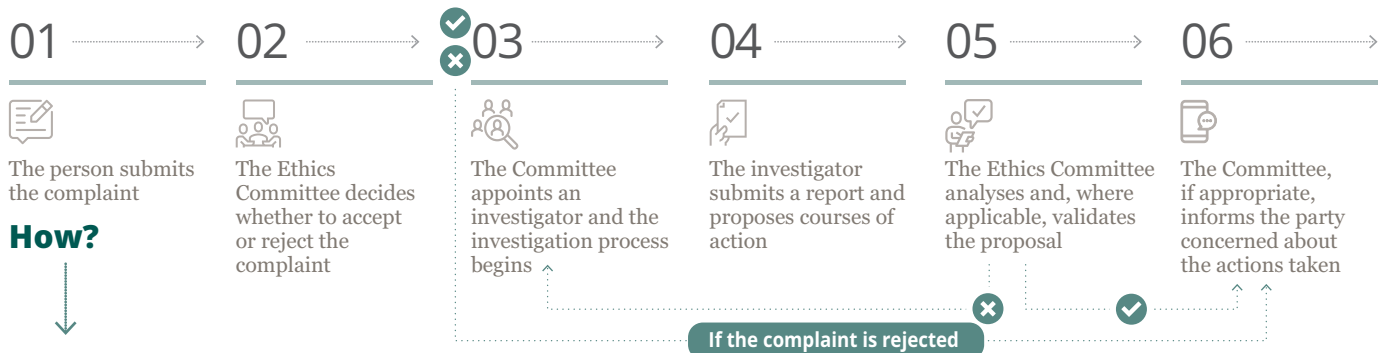 01
02
03
04
05
06
The person submits
the complaint
How?
The Ethics
Committee decides
whether to accept
or reject the
complaint
The Committee
appoints an
investigator and the
investigation process
begins
The investigator
submits a report and
proposes courses of
action
The Ethics Committee
analyses and, where
applicable, validates
the proposal
The Committee,
if appropriate,
informs the party
concerned about
the actions taken
If the complaint is rejected